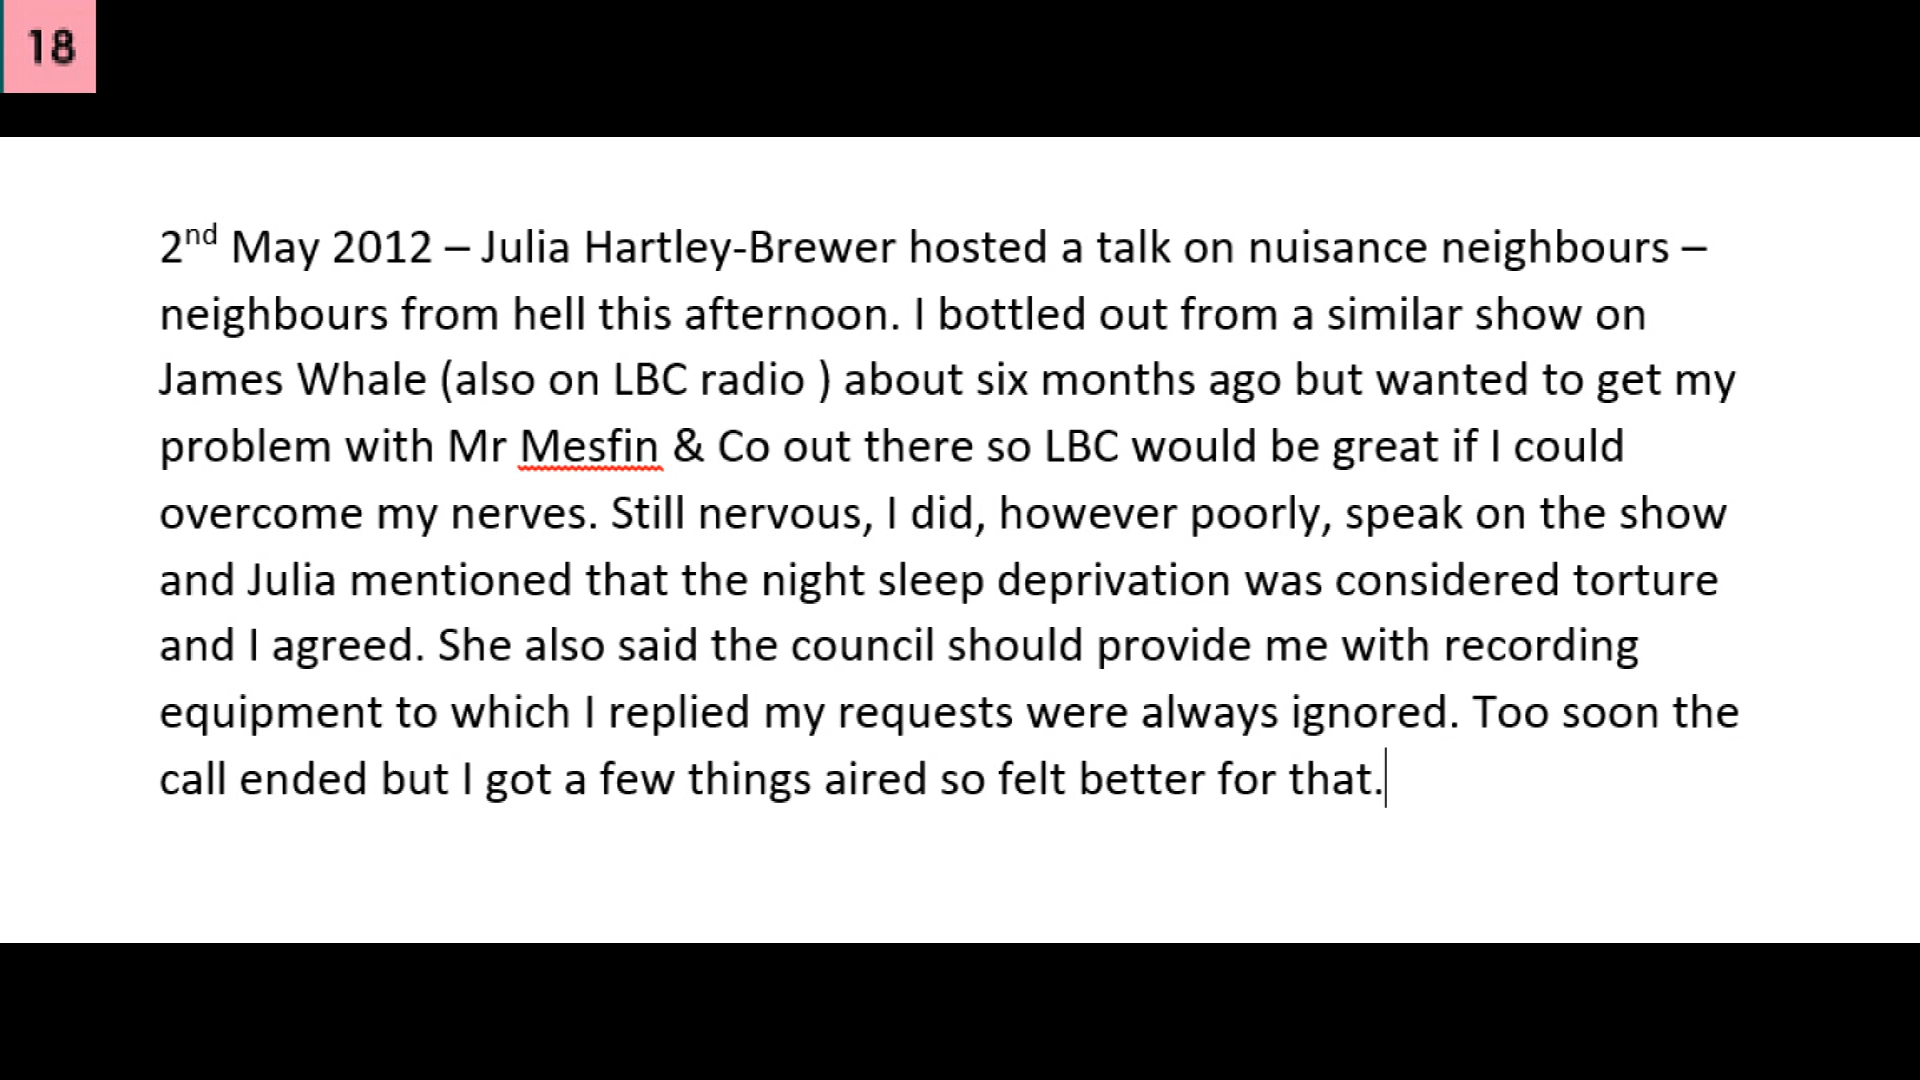 18
2nd May 2012 – Julia Hartley-Brewer hosted a talk on nuisance neighbours –
neighbours from hell this afternoon. I bottled out from a similar show on
James Whale (also on LBC radio ) about six months ago but wanted to get my
problem with Mr Mesfin & Co out there so LBC would be great if I could
overcome my nerves. Still nervous, I did, however poorly, speak on the show
and Julia mentioned that the night sleep deprivation was considered torture
and I agreed. She also said the council should provide me with recording
equipment to which I replied my requests were always ignored. Too soon the
call ended but I got a few things aired so felt better for that.